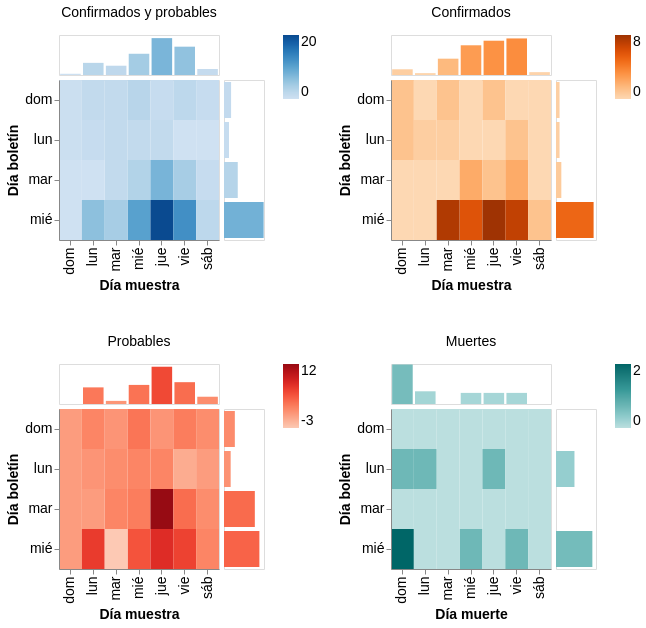 Confirmados y probables
20
0
dom
lun
mar
mié
Día boletín
dom
lun
mar
mié
jue
vie
sáb
Día muestra
Confirmados
8
0
dom
lun
mar
mié
Día boletín
dom
lun
mar
mié
jue
vie
sáb
Día muestra
Probables
12
-3
dom
lun
mar
mié
Día boletín
dom
lun
mar
mié
jue
vie
sáb
Día muestra
Muertes
2
0
dom
lun
mar
mié
Día boletín
dom
lun
mar
mié
jue
vie
sáb
Día muerte